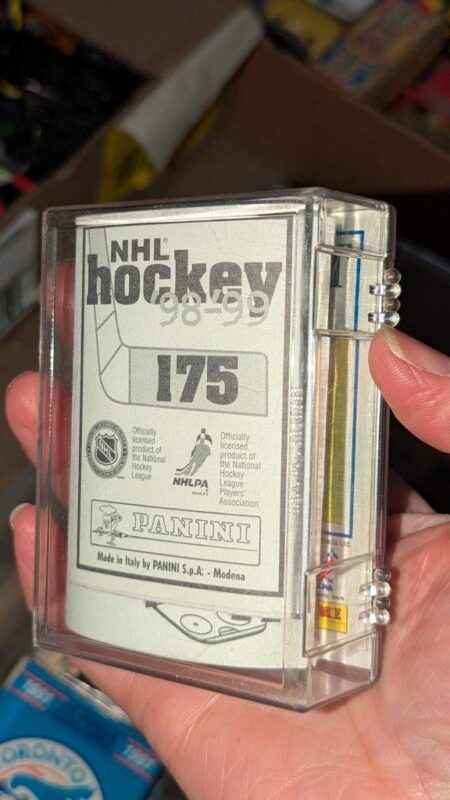 NHL
hockey
98-99
175
Officially
licensed
product of
the National
Hockey
League
NHLPA
Officially
licensed
product of
the National
Hockey
League
Players'
Association
PANINI
Made in Italy by PANINI S.p.A. - Modena
ORONTO